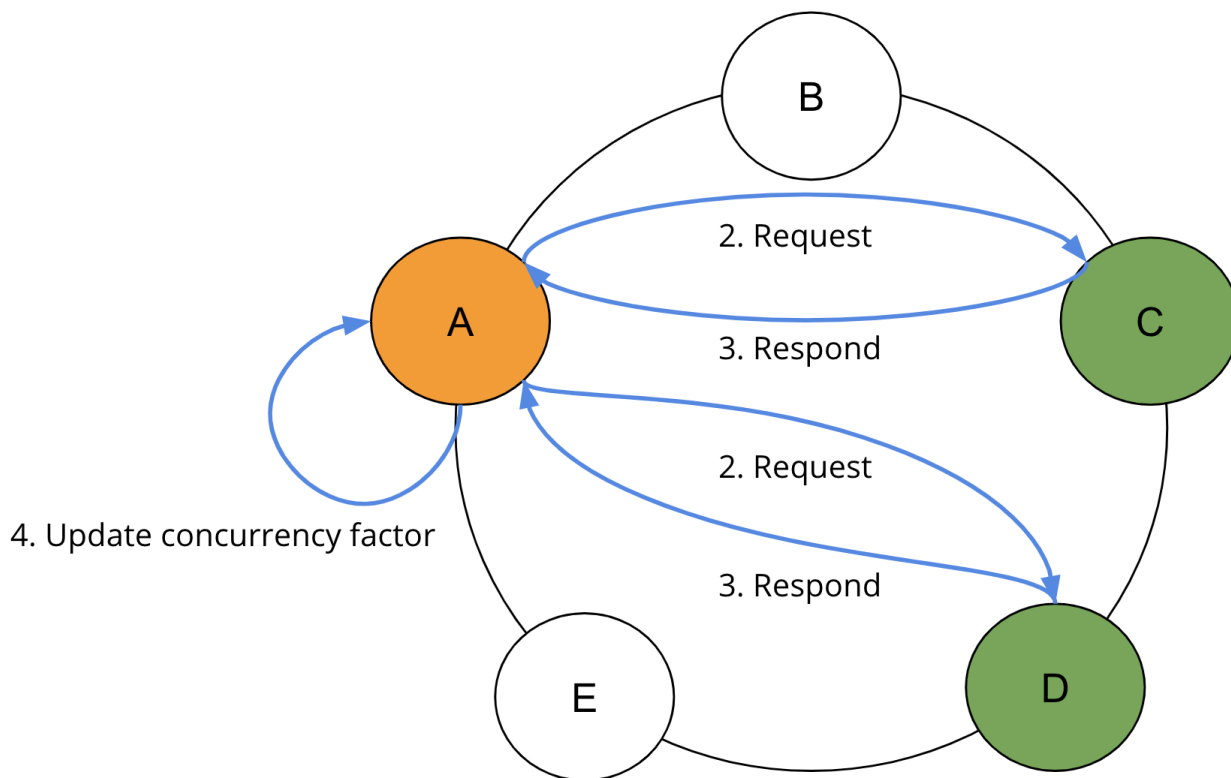 B
2. Request
A
C
3. Respond
2. Request
4. Update concurrency factor
3. Respond
E
D